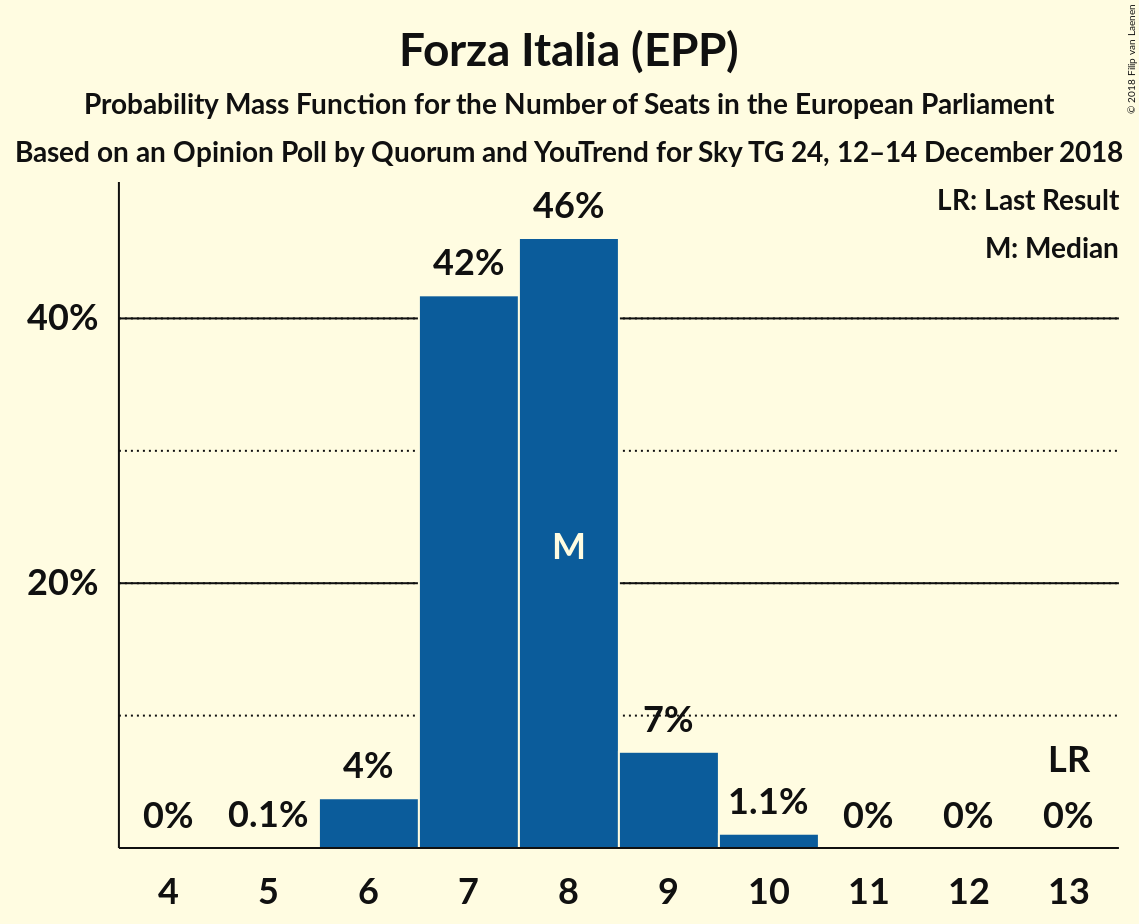 Forza Italia (EPP)
Probability Mass Function for the Number of Seats in the European Parliament
Based on an Opinion Poll by Quorum and YouTrend for Sky TG 24, 12–14 December 2018
© 2018 Filip van Laenen
LR: Last Result
M: Median
40%
20%
0%
0.1%
4%
42%
46%
M
7%
1.1%
0%
0%
LR
0%
4 5 6 7 8 9 10 11 12 13